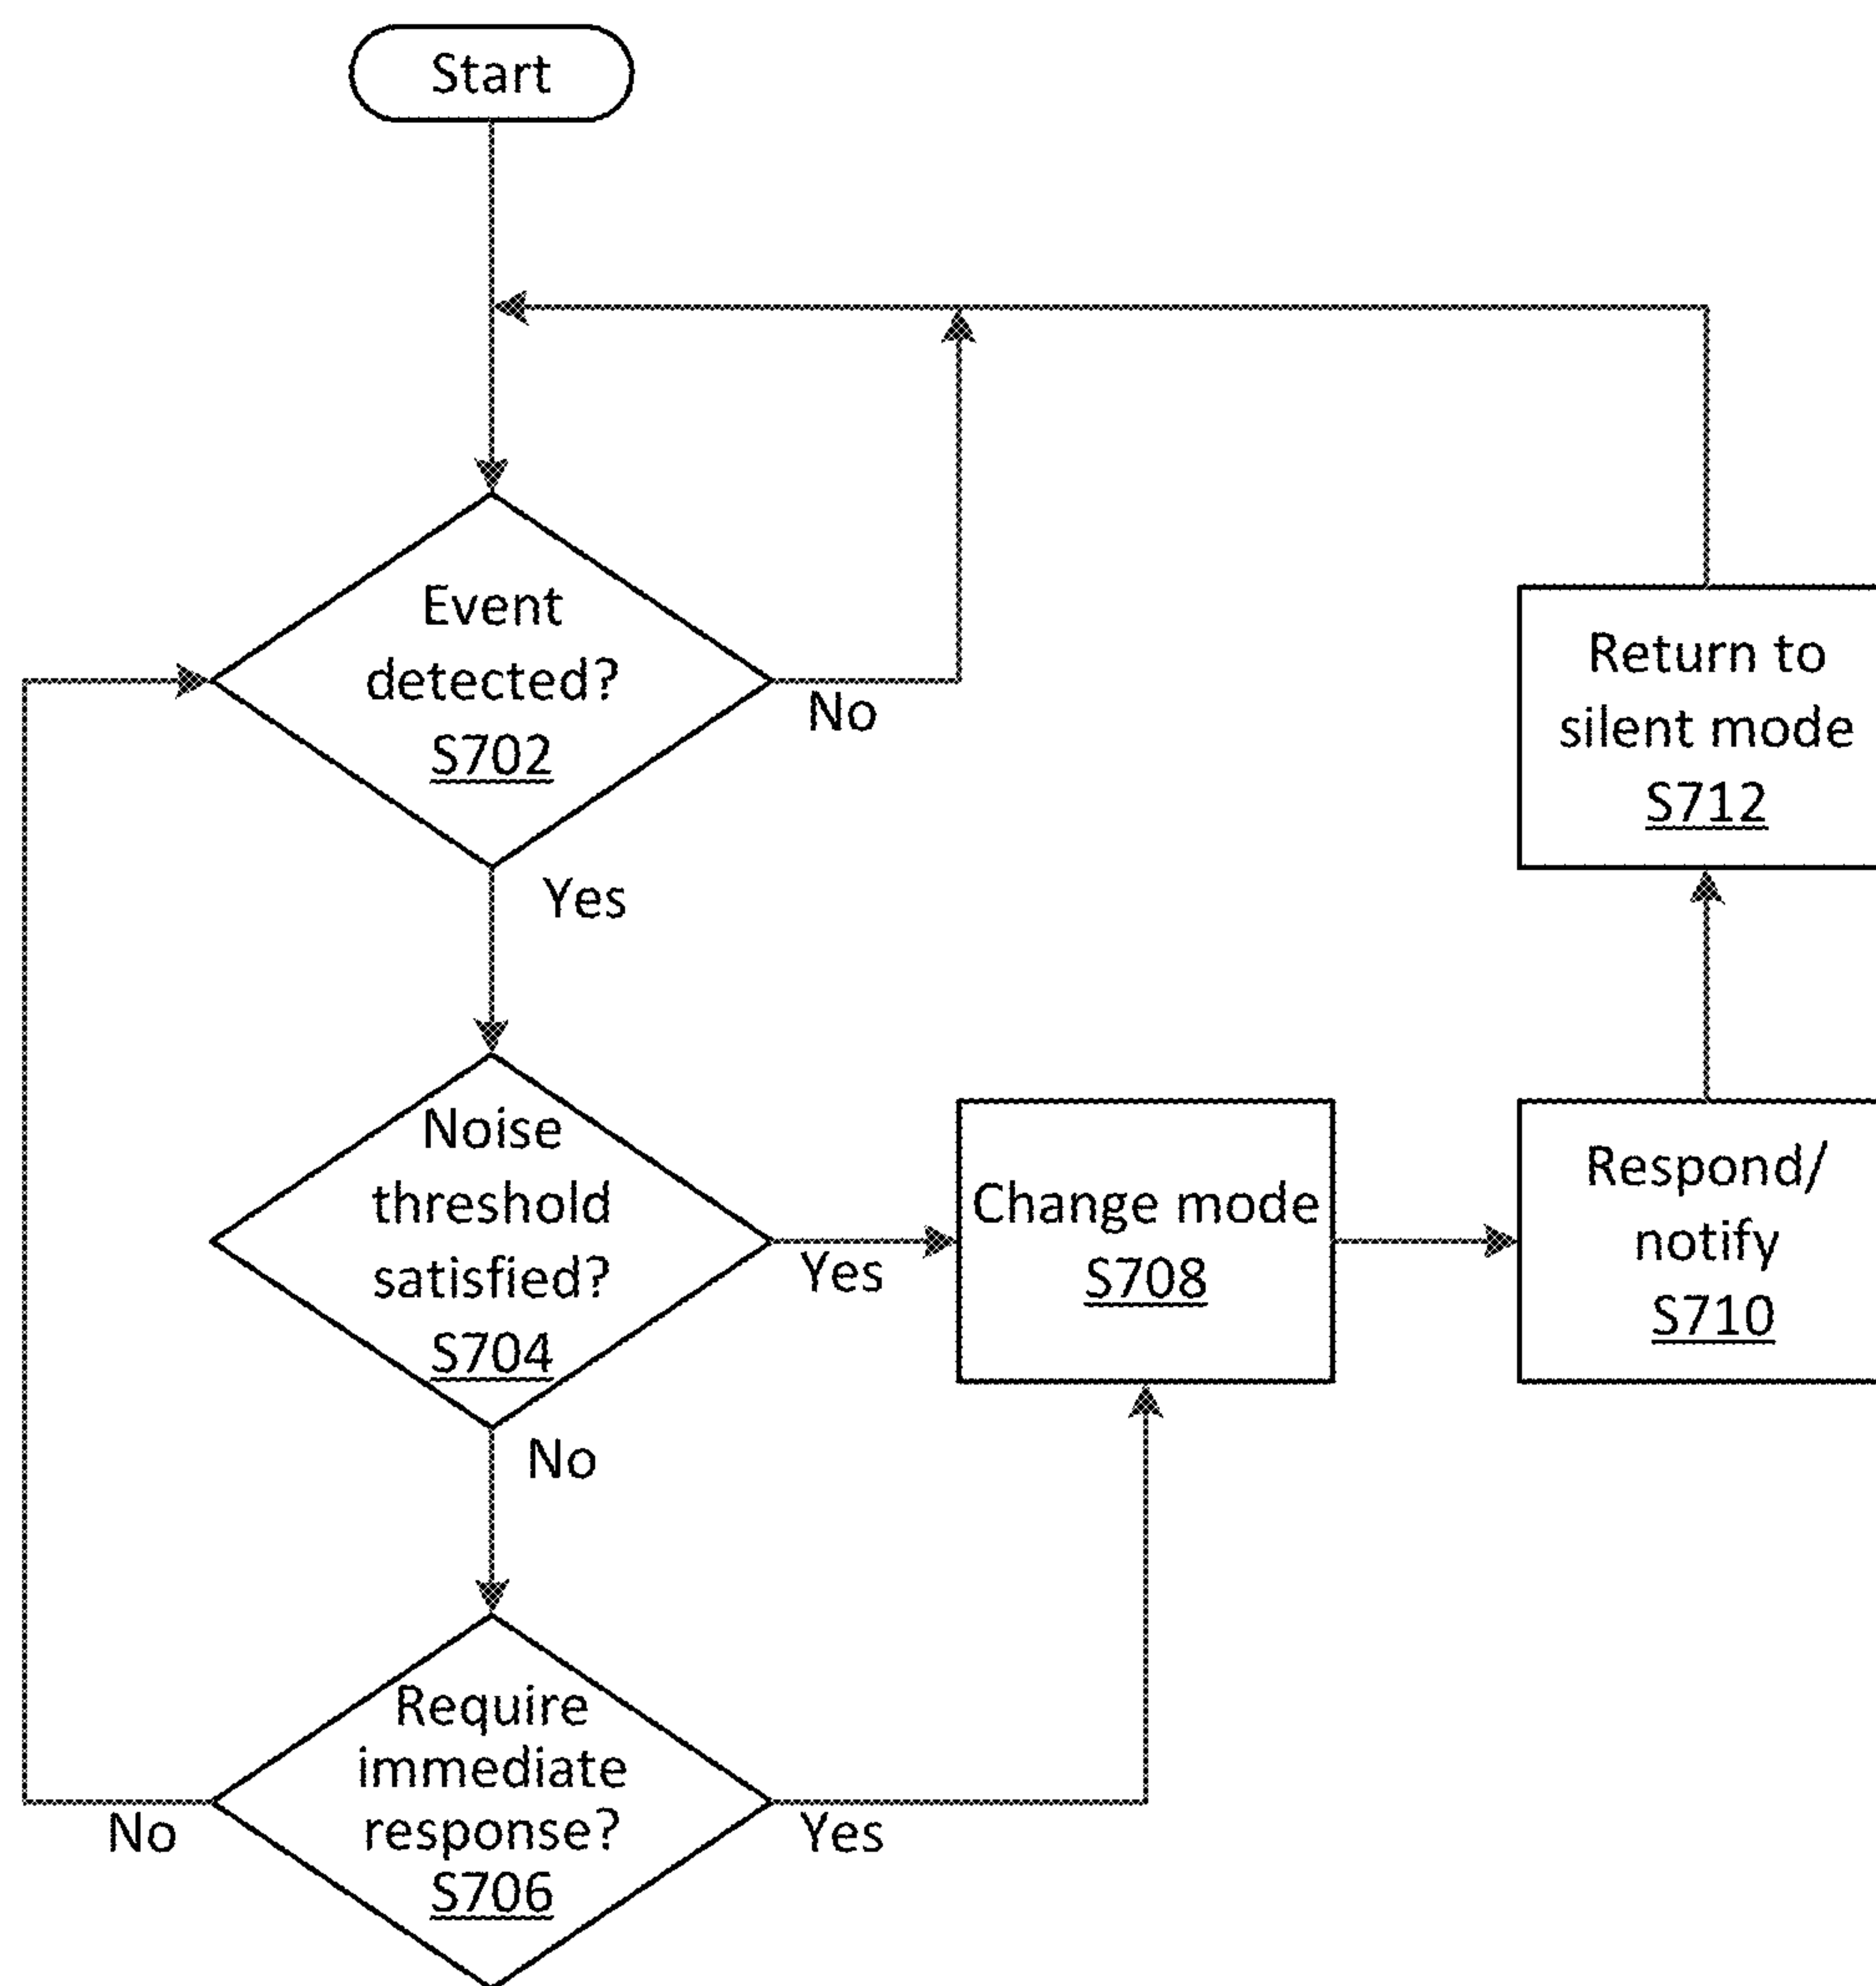 Start
Event
detected?
S702
No
Yes
Return to
silent mode
S712
Noise
threshold
satisfied?
S704
Yes
No
Change mode
S708
Respond/
notify
S710
Require
immediate
response?
S706
No
Yes